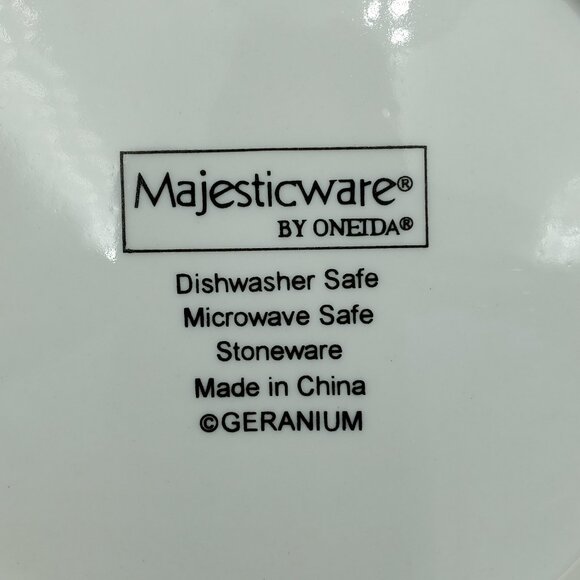 Majesticware®
BY ONEIDA®
Dishwasher Safe
Microwave Safe
Stoneware
Made in China
©GERANIUM